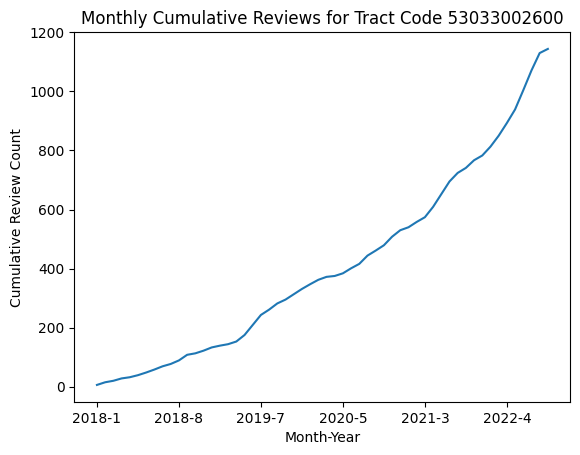 Monthly Cumulative Reviews for Tract Code 53033002600
1200
1000
800
600
400
200
0
Cumulative Review Count
2018-1 2018-8 2019-7 2020-5 2021-3 2022-4
Month-Year